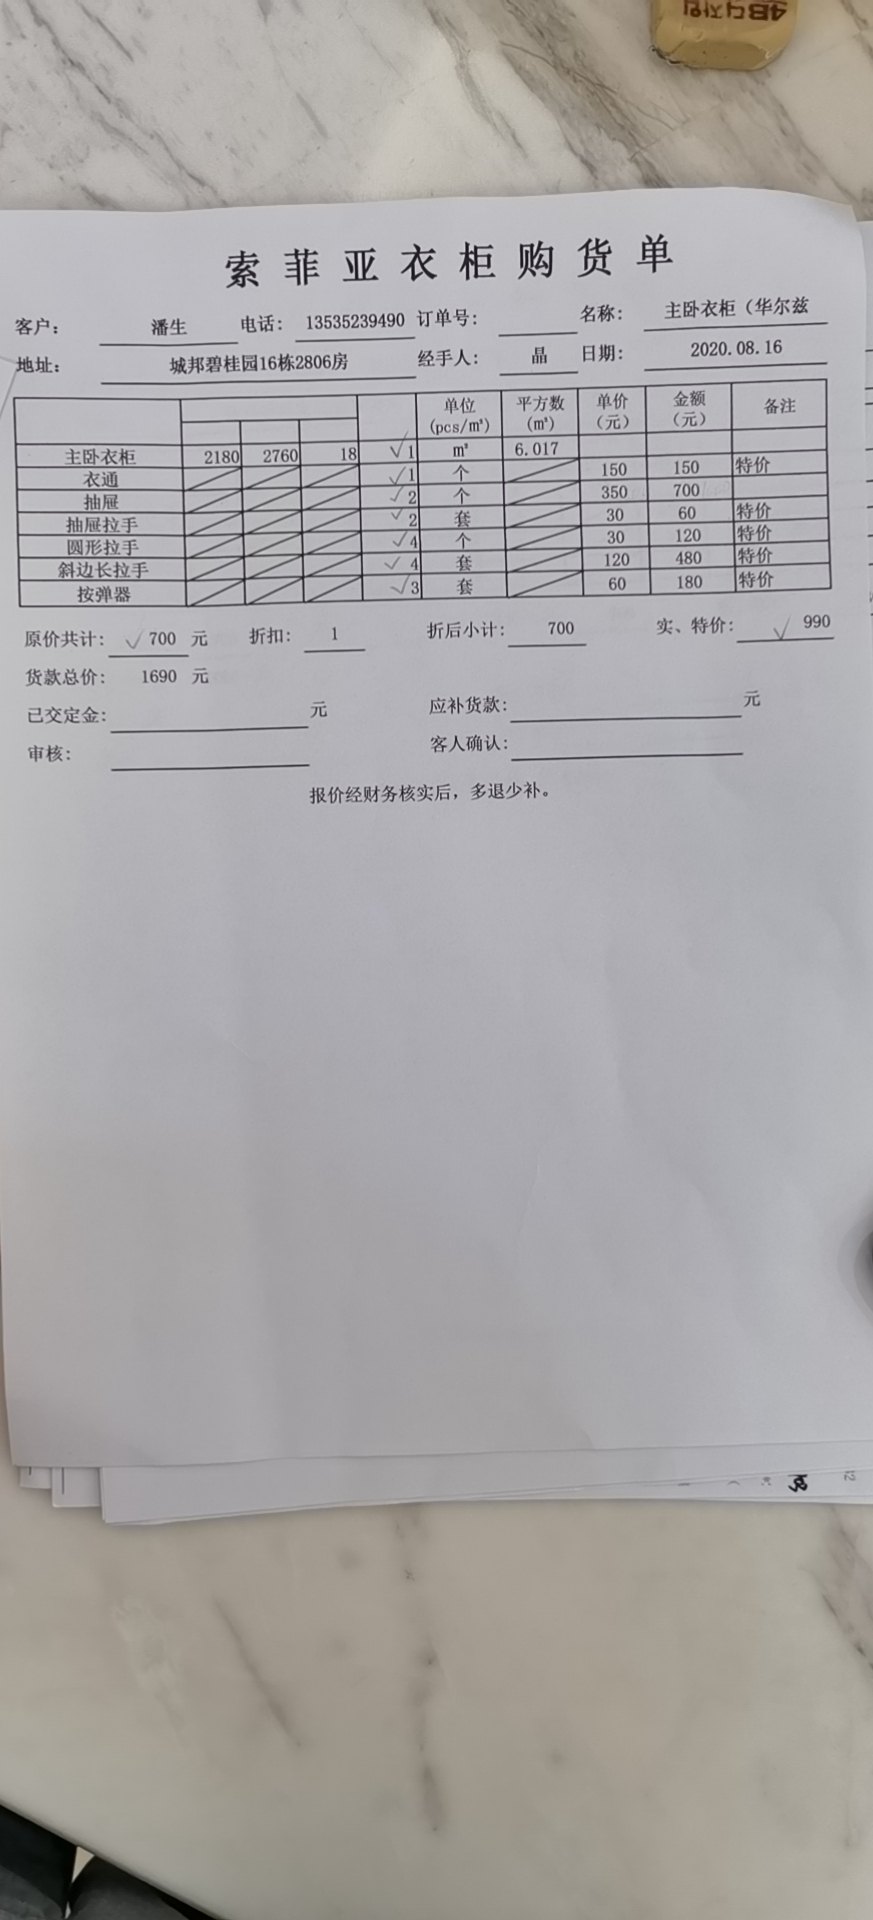 索菲亚衣柜购货单
客户: 潘生 电话: 13535239490 订单号: 名称: 主卧衣柜（华尔兹
地址: 城邦碧桂园16栋2806房 经手人: 晶 日期: 2020.08.16
单位 (pcs/㎡) 平方数 (㎡) 单价 (元) 金额 (元) 备注
主卧衣柜 2180 2760 18 √1 ㎡ 6.017
衣通 √1 个 150 150 特价
抽屉 √2 个 350 700
抽屉拉手 √2 套 30 60 特价
圆形拉手 √4 个 30 120 特价
斜边长拉手 √4 套 120 480 特价
按弹器 √3 套 60 180 特价
原价共计: √700 元 折扣: 1 折后小计: 700 实、特价: √ 990
货款总价: 1690 元
已交定金: 元 应补货款: 元
审核: 客人确认:
报价经财务核实后，多退少补。